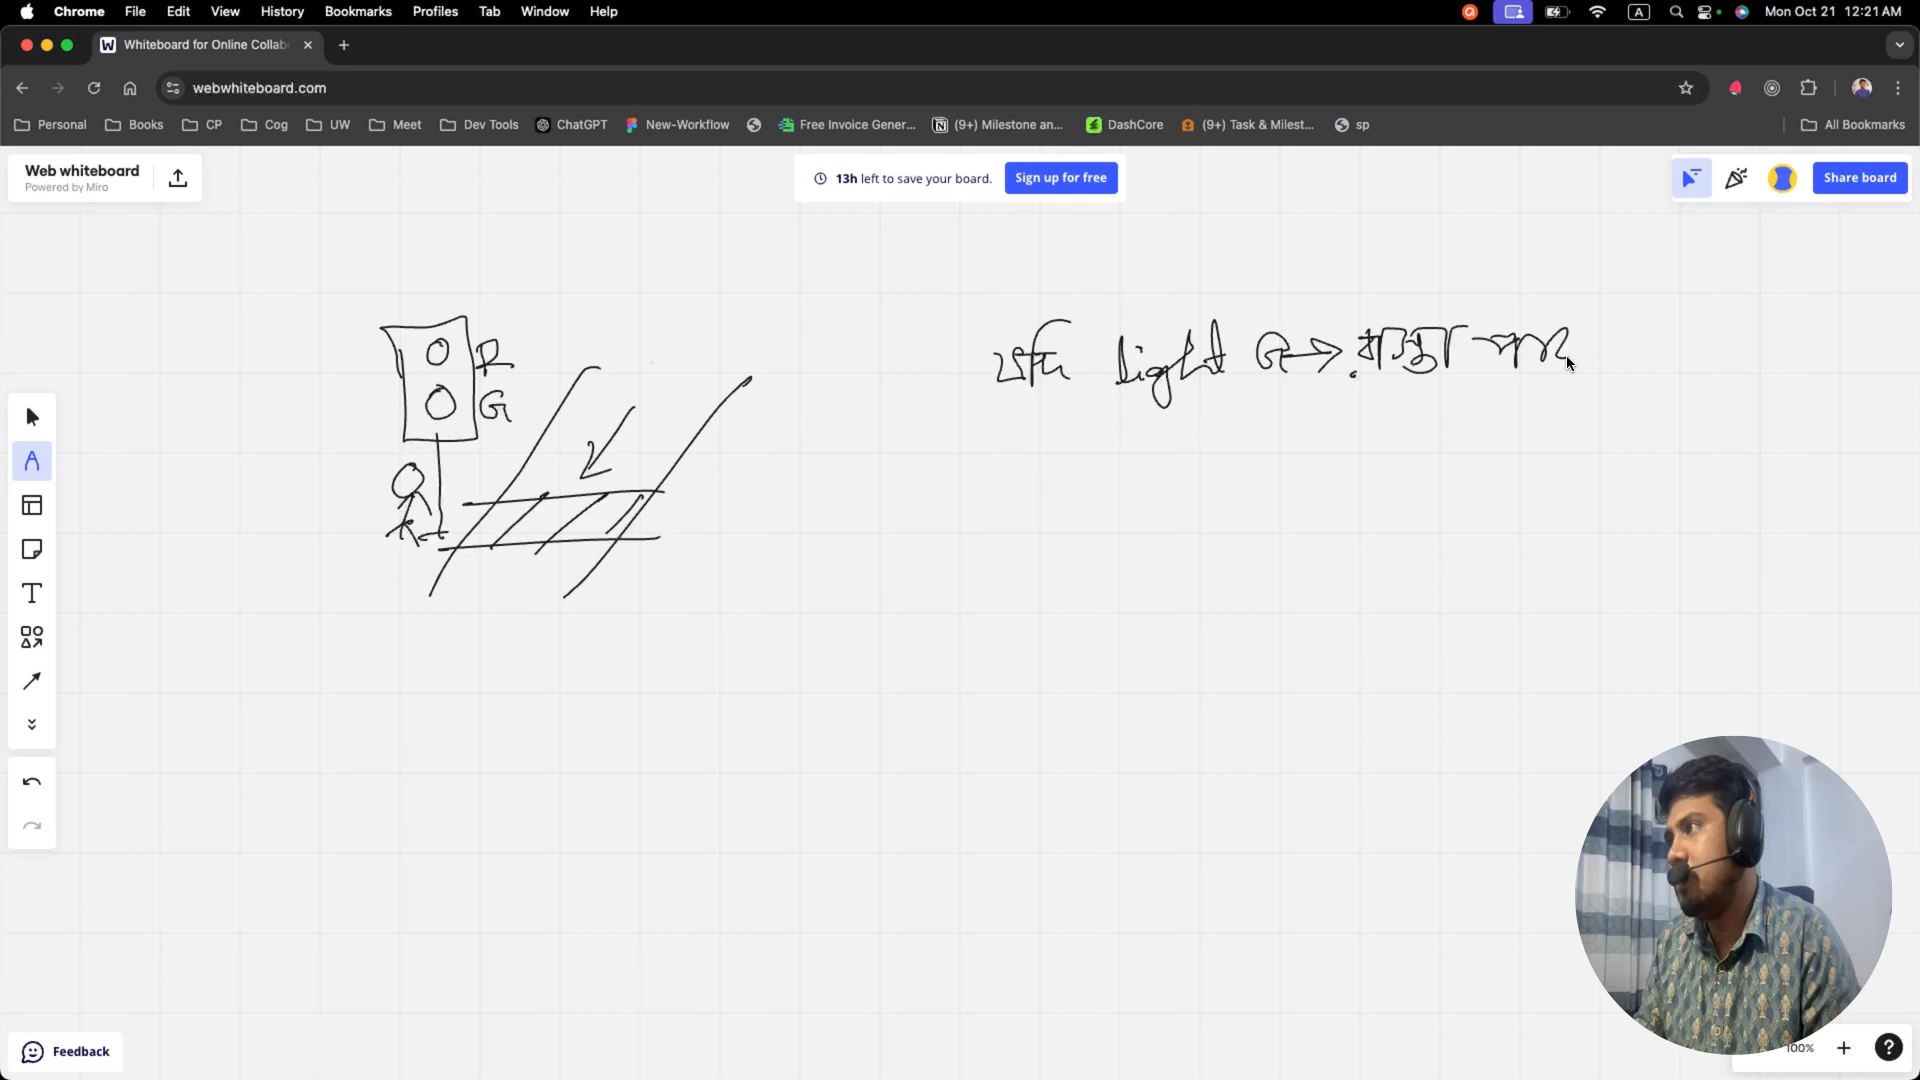 Chrome File Edit View History Bookmarks Profiles Tab Window Help
A
Mon Oct 21 12:21 AM
Whiteboard for Online Collab
webwhiteboard.com
Personal Books CP Cog UW Meet Dev Tools ChatGPT New-Workflow Free Invoice Gener... (9+) Milestone an... DashCore (9+) Task & Milest... sp All Bookmarks
Web whiteboard
Powered by Miro
13h left to save your board. Sign up for free
Share board
R
G
যদি light G → রাস্তা
Feedback
100%